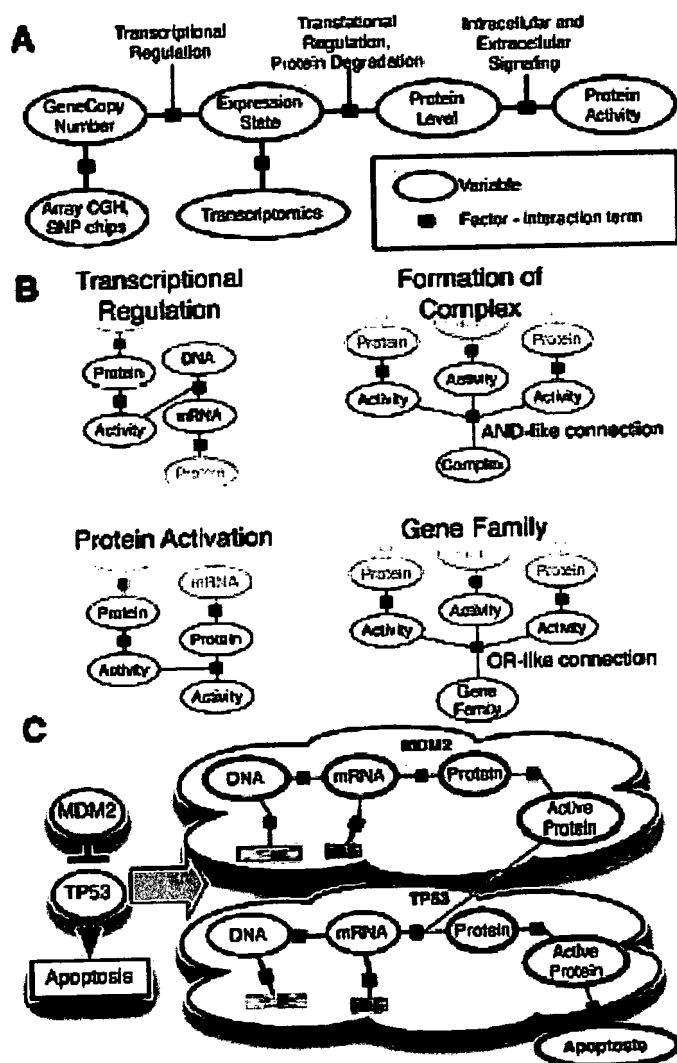 A
Transcriptional
Regulation
Translational
Regulation,
Protein Degradation
Intracellular and
Extracellular
Signaling
GeneCopy
Number
Expression
State
Protein
Level
Protein
Activity
Array CGH,
SNP chips
Transcriptomics
Variable
Factor - interaction term
B
Transcriptional
Regulation
Protein
DNA
Activity
mRNA
Protein
Formation of
Complex
Protein
Protein
Activity
Activity
Activity
AND-like connection
Complex
Protein Activation
mRNA
Protein
Protein
Activity
Activity
Gene Family
Protein
Protein
Activity
Activity
Activity
OR-like connection
Gene
Family
C
MDM2
TP53
Apoptosis
MDM2
DNA
mRNA
Protein
Active
Protein
TP53
DNA
mRNA
Protein
Active
Protein
Apoptosis